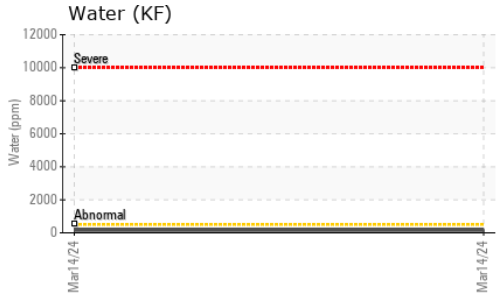 Water (KF)
12000
Severe
10000
8000
Water (ppm)
6000
4000
2000
Abnormal
0
Mar14/24
Mar14/24